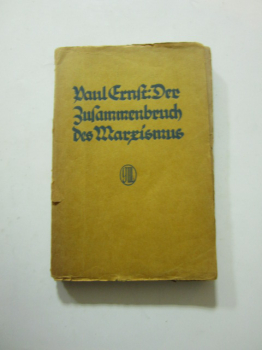 Paul Ernst: Der
Zusammenbruch
des Marxismus